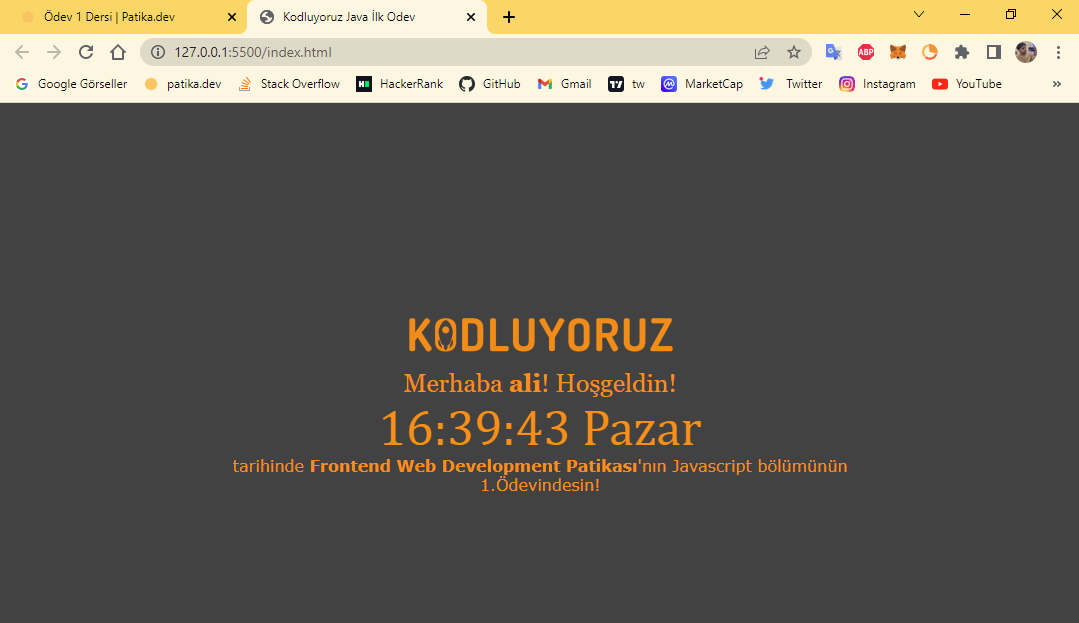 Ödev 1 Dersi | Patika.dev
Kodluyoruz Java İlk Odev
127.0.0.1:5500/index.html
ABP
Google Görseller patika.dev Stack Overflow HackerRank GitHub Gmail tw MarketCap Twitter Instagram YouTube »
KODLUYORUZ
Merhaba ali! Hoşgeldin!
16:39:43 Pazar
tarihinde Frontend Web Development Patikası'nın Javascript bölümünün
1.Ödevindesin!